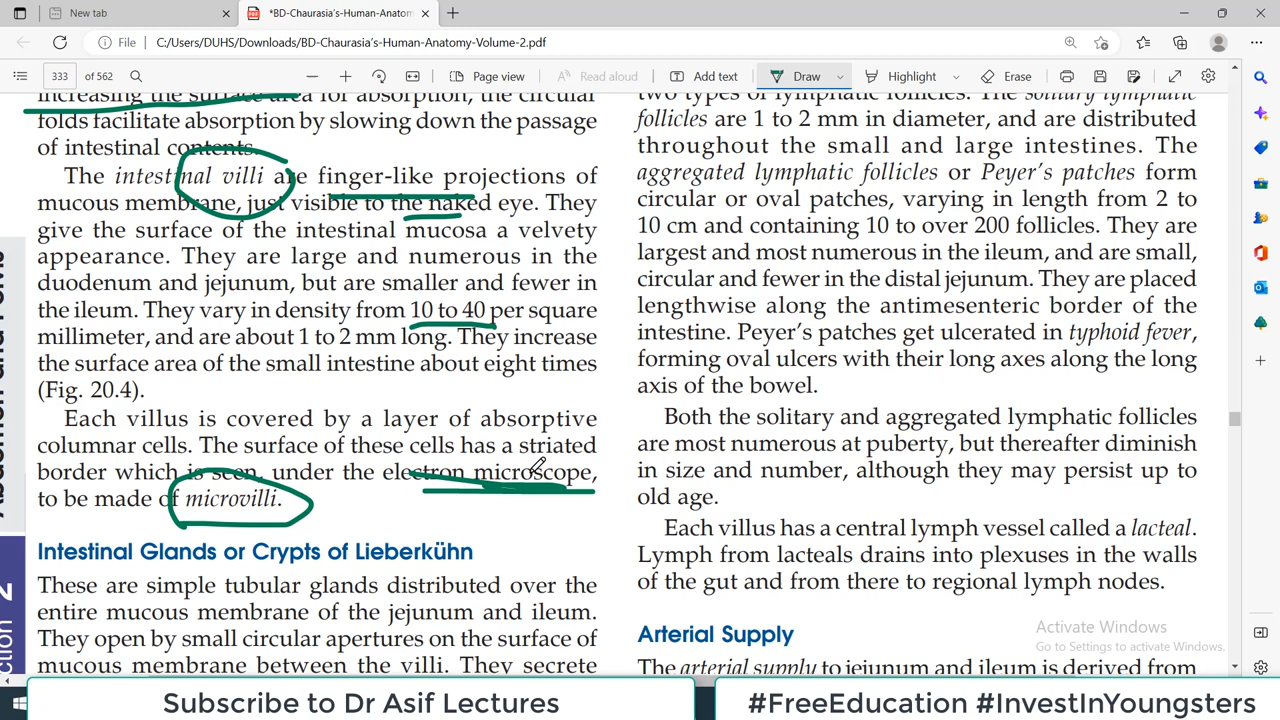 New tab
*BD-Chaurasia's-Human-Anatomy-
File
C:/Users/DUHS/Downloads/BD-Chaurasia's-Human-Anatomy-Volume-2.pdf
333 of 562
Page view
Read aloud
Add text
Draw
Highlight
Erase
increasing the surface area for absorption, the circular
folds facilitate absorption by slowing down the passage
of intestinal contents.
The intestinal villi are finger-like projections of
mucous membrane, just visible to the naked eye. They
give the surface of the intestinal mucosa a velvety
appearance. They are large and numerous in the
duodenum and jejunum, but are smaller and fewer in
the ileum. They vary in density from 10 to 40 per square
millimeter, and are about 1 to 2 mm long. They increase
the surface area of the small intestine about eight times
(Fig. 20.4).
Each villus is covered by a layer of absorptive
columnar cells. The surface of these cells has a striated
border which is seen, under the electron microscope,
to be made of microvilli.
Intestinal Glands or Crypts of Lieberkühn
These are simple tubular glands distributed over the
entire mucous membrane of the jejunum and ileum.
They open by small circular apertures on the surface of
mucous membrane between the villi. They secrete
two types of lymphatic follicles. The solitary lymphatic
follicles are 1 to 2 mm in diameter, and are distributed
throughout the small and large intestines. The
aggregated lymphatic follicles or Peyer's patches form
circular or oval patches, varying in length from 2 to
10 cm and containing 10 to over 200 follicles. They are
largest and most numerous in the ileum, and are small,
circular and fewer in the distal jejunum. They are placed
lengthwise along the antimesenteric border of the
intestine. Peyer's patches get ulcerated in typhoid fever,
forming oval ulcers with their long axes along the long
axis of the bowel.
Both the solitary and aggregated lymphatic follicles
are most numerous at puberty, but thereafter diminish
in size and number, although they may persist up to
old age.
Each villus has a central lymph vessel called a lacteal.
Lymph from lacteals drains into plexuses in the walls
of the gut and from there to regional lymph nodes.
Arterial Supply
The arterial supply to jejunum and ileum is derived from
Abdomen and Pelvis
ction 2
Activate Windows
Go to Settings to activate Windows.
Subscribe to Dr Asif Lectures
#FreeEducation #InvestInYoungsters